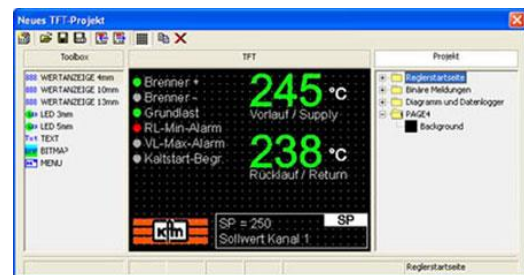 Neues TFT-Projekt
Toolbox
TFT
Projekt
WERTANZEIGE 4mm
WERTANZEIGE 10mm
WERTANZEIGE 13mm
LED 3mm
LED 5mm
Txt TEXT
BITMAP
MENU
Brenner +
Brenner -
Grundlast
RL-Min-Alarm
VL-Max-Alarm
Kaltstart-Begr.
245 °C
Vorlauf / Supply
238 °C
Rücklauf / Return
kfm
SP = 250
SP
Sollwert Kanal 1
Reglerstartseite
Binäre Meldungen
Diagramm und Datenlogger
PAGE4
Background
Reglerstartseite